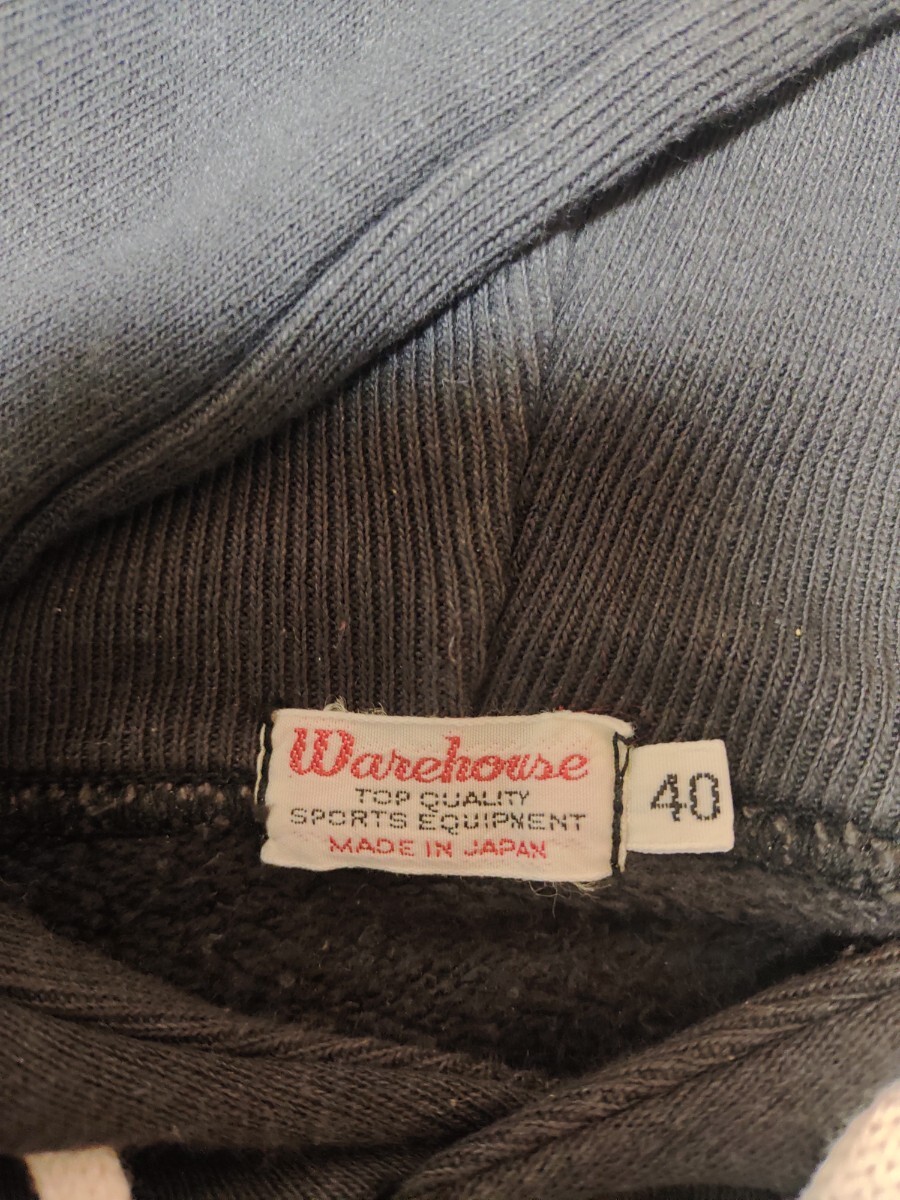 Warehouse
TOP QUALITY
SPORTS EQUIPMENT
MADE IN JAPAN
40